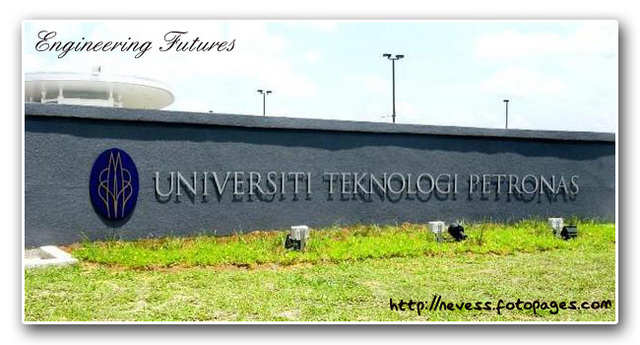 Engineering Futures
UNIVERSITI TEKNOLOGI PETRONAS
http://nevess.fotopages.com